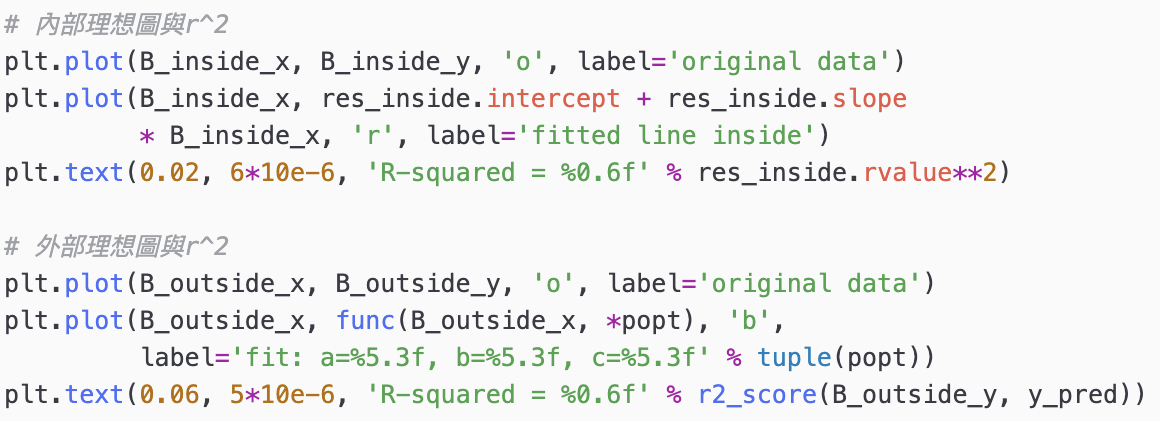 # 內部理想圖與r^2
plt.plot(B_inside_x, B_inside_y, 'o', label='original data')
plt.plot(B_inside_x, res_inside.intercept + res_inside.slope
         * B_inside_x, 'r', label='fitted line inside')
plt.text(0.02, 6*10e-6, 'R-squared = %0.6f' % res_inside.rvalue**2)

# 外部理想圖與r^2
plt.plot(B_outside_x, B_outside_y, 'o', label='original data')
plt.plot(B_outside_x, func(B_outside_x, *popt), 'b',
         label='fit: a=%5.3f, b=%5.3f, c=%5.3f' % tuple(popt))
plt.text(0.06, 5*10e-6, 'R-squared = %0.6f' % r2_score(B_outside_y, y_pred))